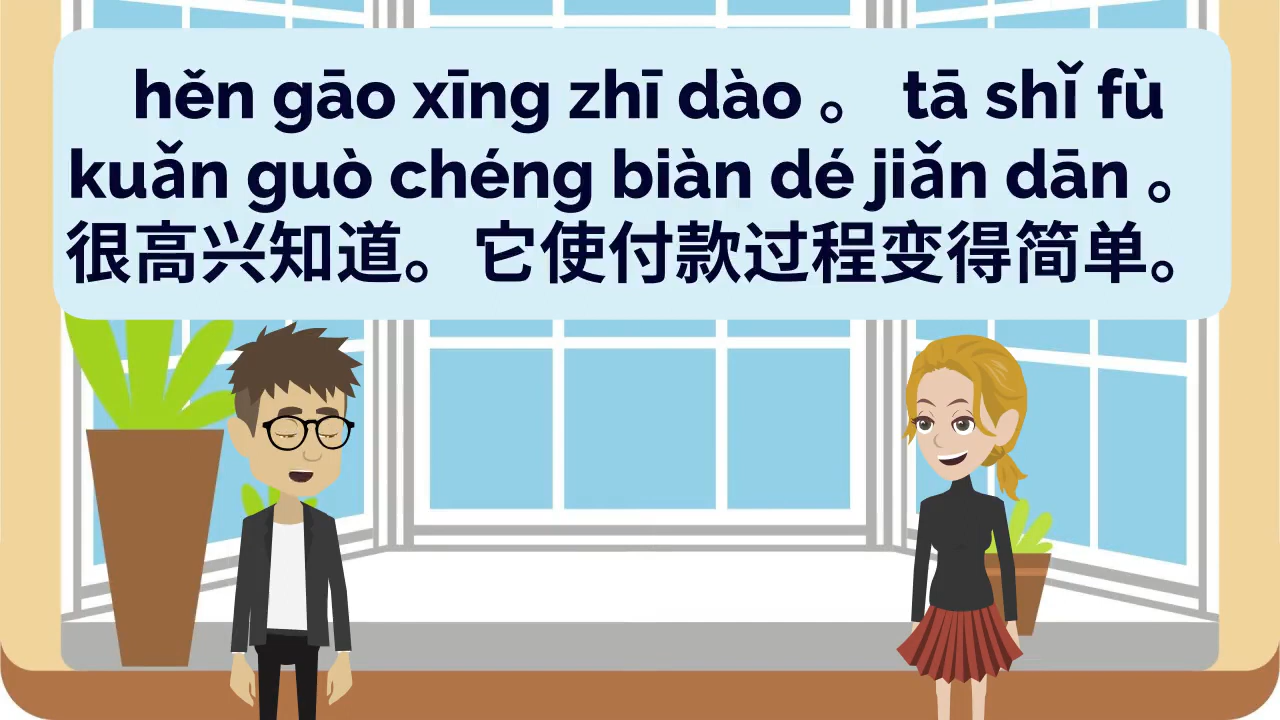 hěn gāo xīng zhī dào 。 tā shǐ fù
kuǎn guò chéng biàn dé jiǎn dān 。
很高兴知道。它使付款过程变得简单。